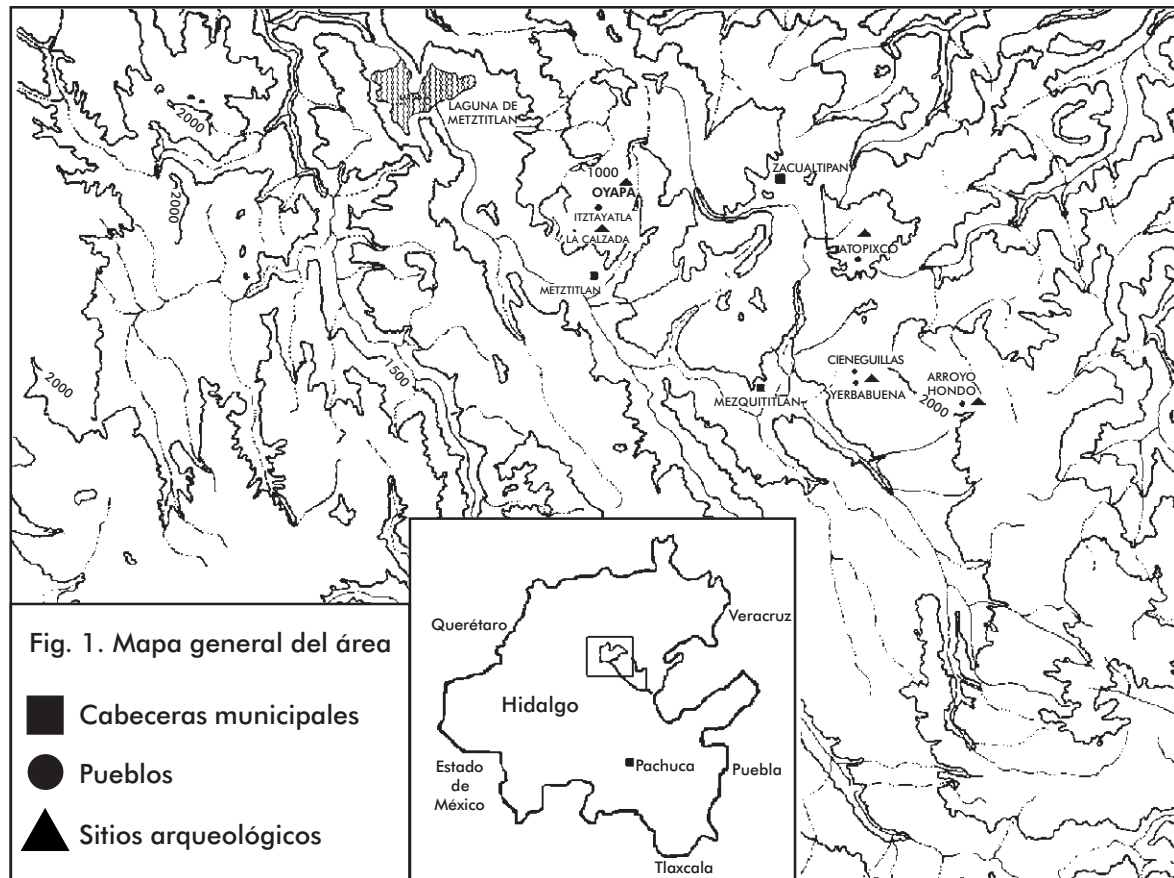 2000
LAGUNA DE
METZTITLAN
ZACUALTIPAN
1000
OYAPA
2000
ITZTAYATLA
LA CALZADA
ATOPIXCO
METZTITLAN
1500
2000
CIENEGUILLAS
YERBABUENA
ARROYO
HONDO
2000
MEZQUITITLAN
Fig. 1. Mapa general del área
Cabeceras municipales
Pueblos
Sitios arqueológicos
Querétaro
Veracruz
Hidalgo
Pachuca
Puebla
Estado
de
México
Tlaxcala